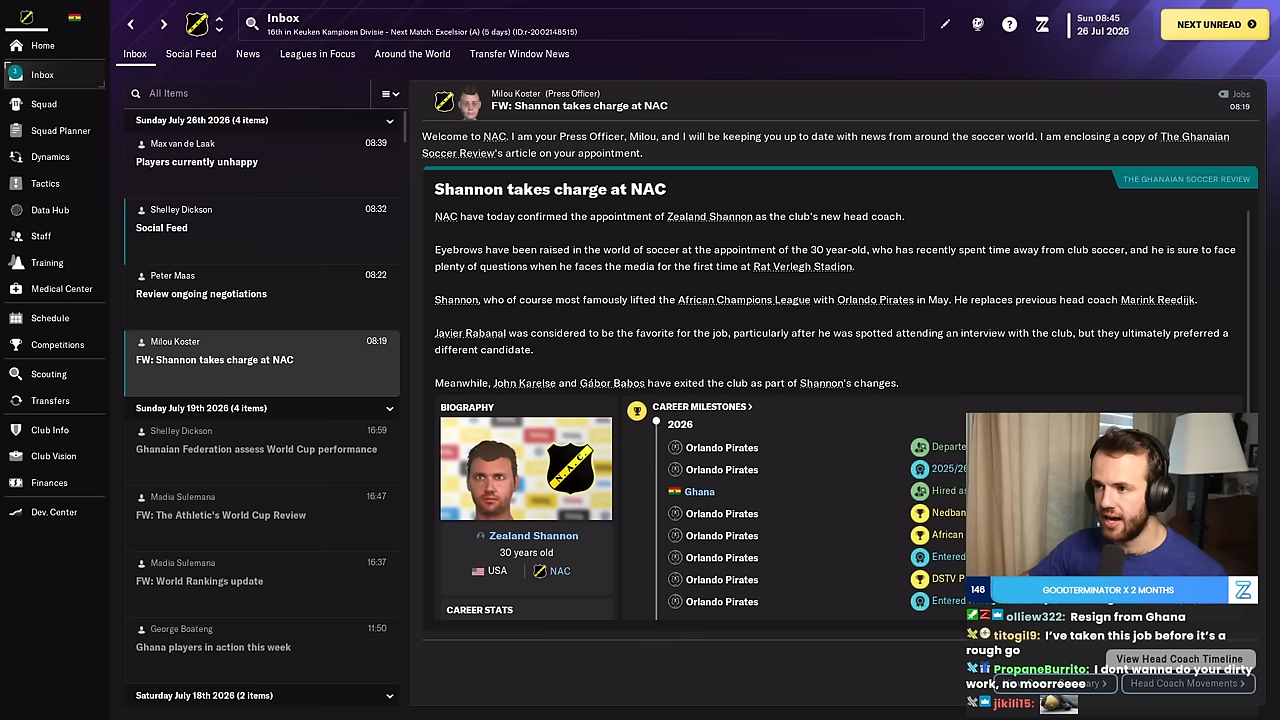 Inbox
16th in Keuken Kampioen Divisie - Next Match: Excelsior (A) (5 days) (ID:r-2002148515)
Sun 08:45
26 Jul 2026
NEXT UNREAD
Home
3
Inbox
Squad
Squad Planner
Dynamics
Tactics
Data Hub
Staff
Training
Medical Center
Schedule
Competitions
Scouting
Transfers
Club Info
Club Vision
Finances
Dev. Center
Inbox
Social Feed
News
Leagues in Focus
Around the World
Transfer Window News
All Items
Sunday July 26th 2026 (4 items)
Max van de Laak
08:39
Players currently unhappy
Shelley Dickson
08:32
Social Feed
Peter Maas
08:22
Review ongoing negotiations
Milou Koster
08:19
FW: Shannon takes charge at NAC
Sunday July 19th 2026 (4 items)
Shelley Dickson
16:59
Ghanaian Federation assess World Cup performance
Madia Sulemana
16:47
FW: The Athletic's World Cup Review
Madia Sulemana
16:37
FW: World Rankings update
George Boateng
11:50
Ghana players in action this week
Saturday July 18th 2026 (2 items)
Milou Koster (Press Officer)
FW: Shannon takes charge at NAC
Jobs
08:19
Welcome to NAC. I am your Press Officer, Milou, and I will be keeping you up to date with news from around the soccer world. I am enclosing a copy of The Ghanaian
Soccer Review's article on your appointment.
THE GHANAIAN SOCCER REVIEW
Shannon takes charge at NAC
NAC have today confirmed the appointment of Zealand Shannon as the club's new head coach.
Eyebrows have been raised in the world of soccer at the appointment of the 30 year-old, who has recently spent time away from club soccer, and he is sure to face
plenty of questions when he faces the media for the first time at Rat Verlegh Stadion.
Shannon, who of course most famously lifted the African Champions League with Orlando Pirates in May. He replaces previous head coach Marink Reedijk.
Javier Rabanal was considered to be the favorite for the job, particularly after he was spotted attending an interview with the club, but they ultimately preferred a
different candidate.
Meanwhile, John Karelse and Gábor Babos have exited the club as part of Shannon's changes.
BIOGRAPHY
N.A.C.
Zealand Shannon
30 years old
USA
NAC
CAREER STATS
CAREER MILESTONES
2026
Orlando Pirates
Departe
Orlando Pirates
2025/26
Ghana
Hired as
Orlando Pirates
Nedban
Orlando Pirates
African
Orlando Pirates
Entered
Orlando Pirates
DSTV P
Orlando Pirates
Entered
146
GOODTERMINATOR X 2 MONTHS
Z
olliew322: Resign from Ghana
titogil9: I've taken this job before it's a
rough go
View Head Coach Timeline
PropaneBurrito: I dont wanna do your dirty
work, no moorreeee
Head Coach Movements
jikili15: